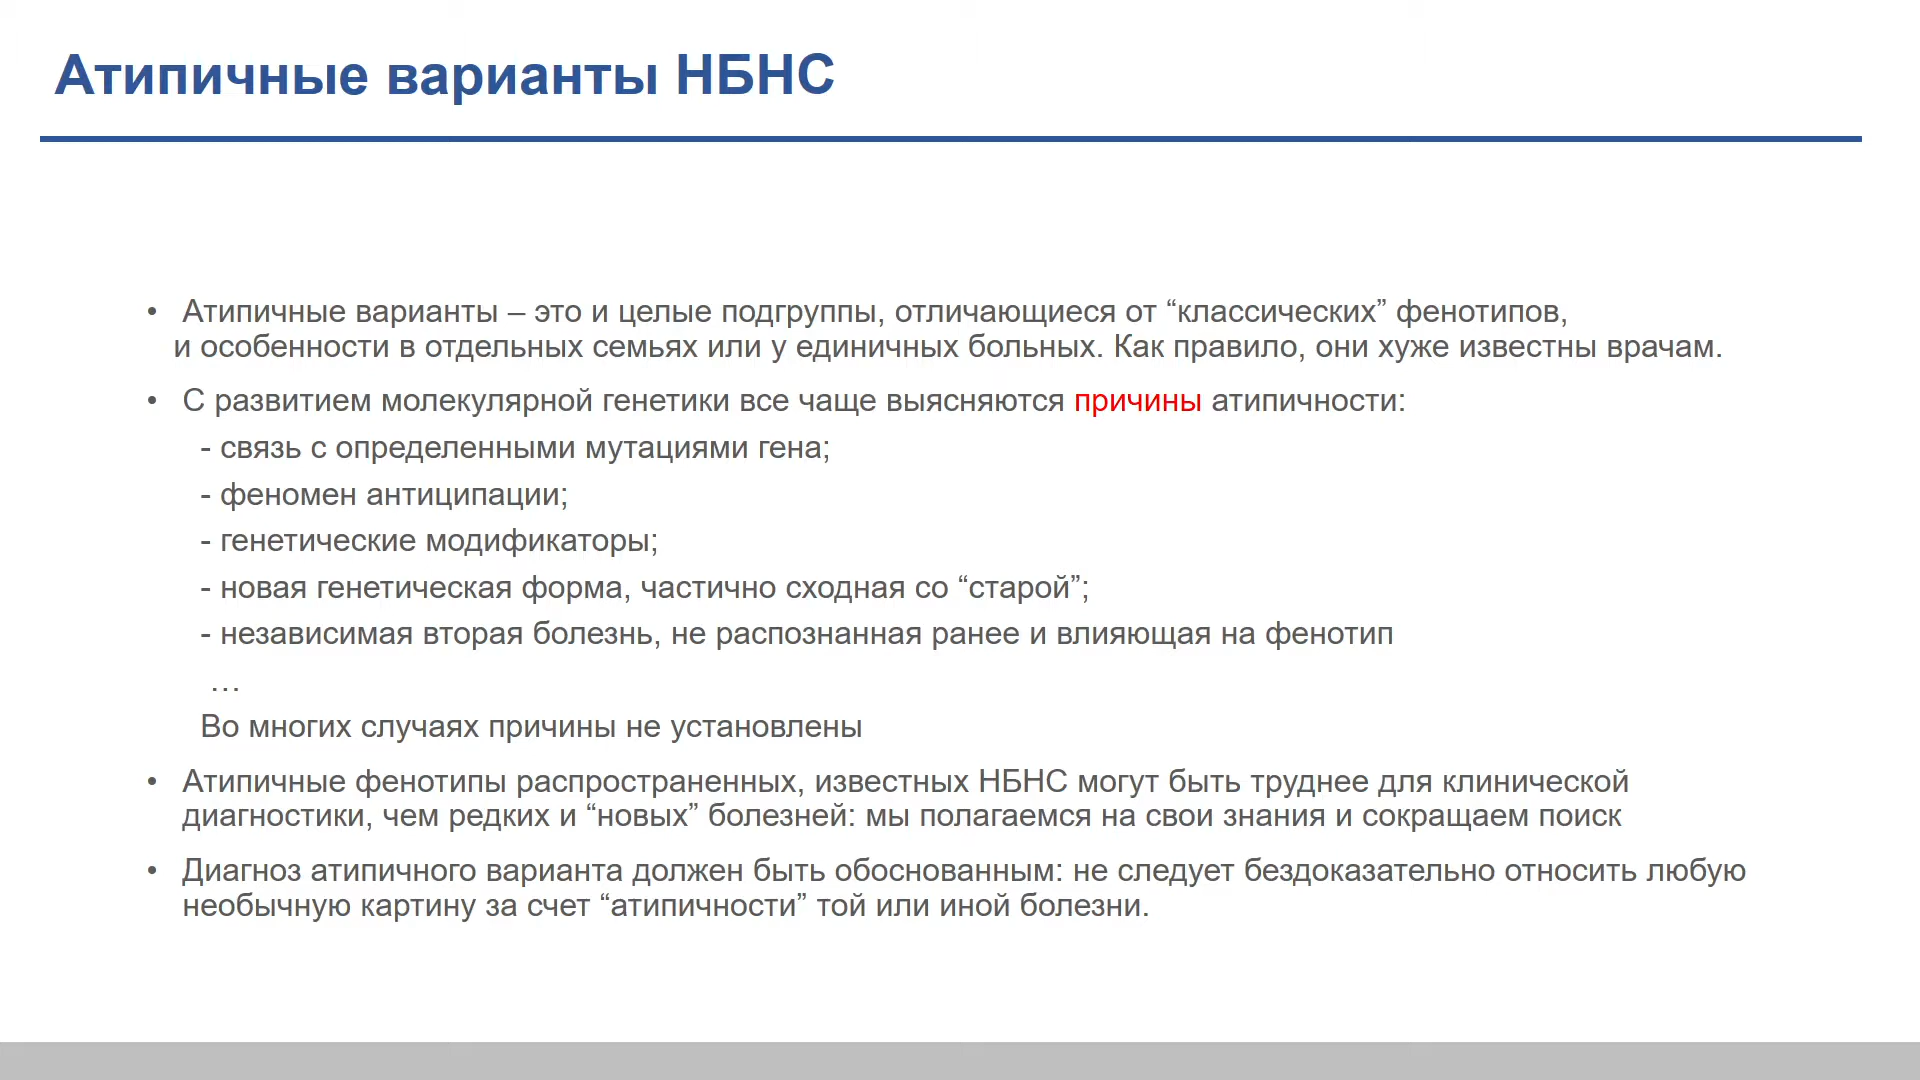 Атипичные варианты НБНС
• Атипичные варианты – это и целые подгруппы, отличающиеся от “классических” фенотипов,
и особенности в отдельных семьях или у единичных больных. Как правило, они хуже известны врачам.
• С развитием молекулярной генетики все чаще выясняются причины атипичности:
- связь с определенными мутациями гена;
- феномен антиципации;
- генетические модификаторы;
- новая генетическая форма, частично сходная со “старой”;
- независимая вторая болезнь, не распознанная ранее и влияющая на фенотип
…
Во многих случаях причины не установлены
• Атипичные фенотипы распространенных, известных НБНС могут быть труднее для клинической
диагностики, чем редких и “новых” болезней: мы полагаемся на свои знания и сокращаем поиск
• Диагноз атипичного варианта должен быть обоснованным: не следует бездоказательно относить любую
необычную картину за счет “атипичности” той или иной болезни.